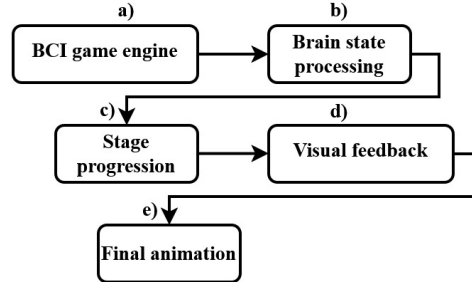 a)
b)
BCI game engine
Brain state
processing
c)
d)
Stage
progression
Visual feedback
e)
Final animation